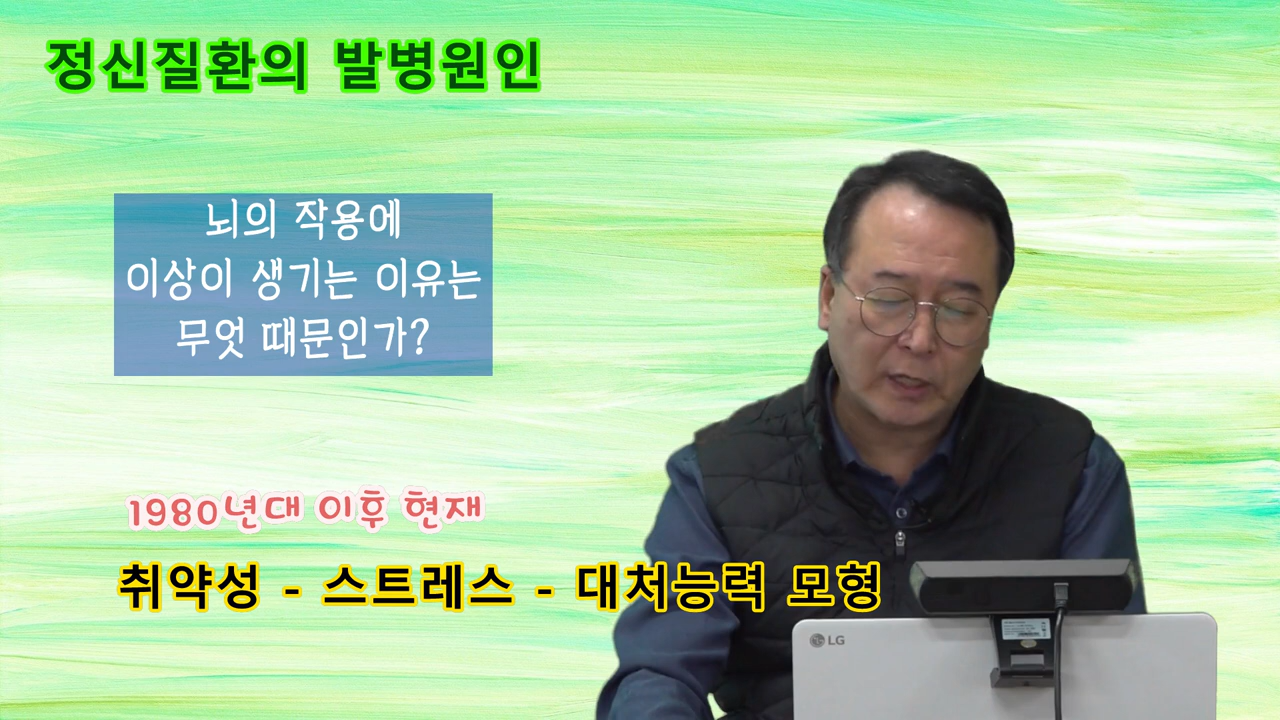 정신질환의 발병원인
뇌의 작용에
이상이 생기는 이유는
무엇 때문인가?
1980년대 이후 현재
취약성 - 스트레스 - 대처능력 모형
LG